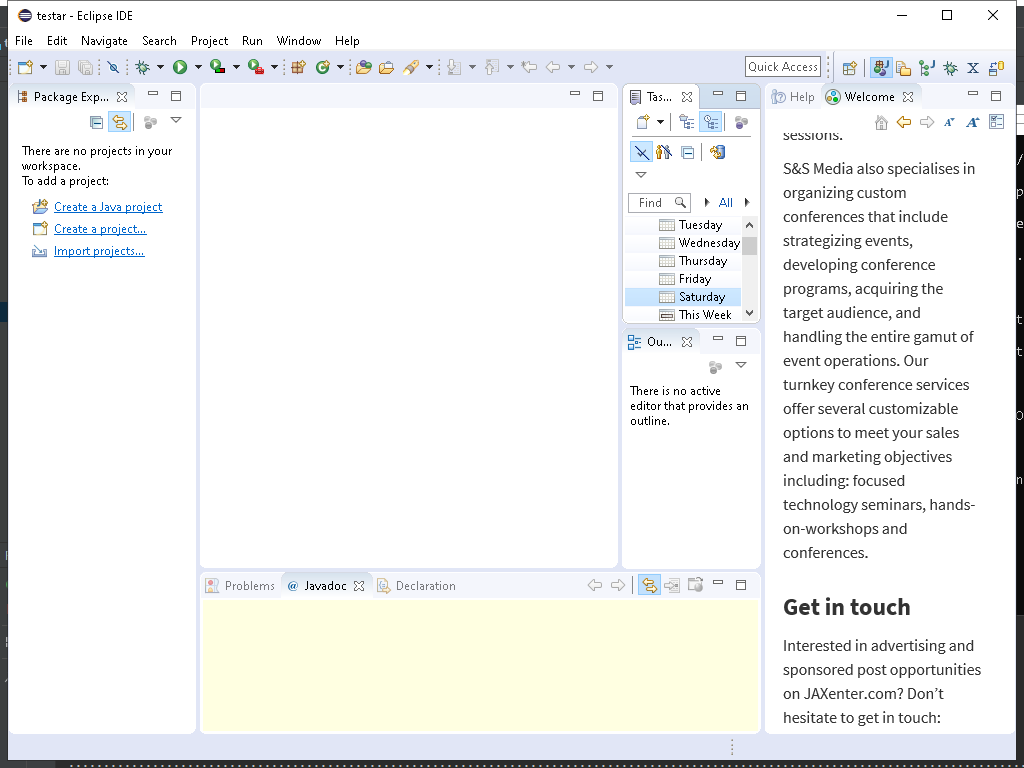 testar - Eclipse IDE
File Edit Navigate Search Project Run Window Help
Quick Access
Package Exp...
There are no projects in your
workspace.
To add a project:
Create a Java project
Create a project...
Import projects...
Tas...
Find
All
Tuesday
Wednesday
Thursday
Friday
Saturday
This Week
Ou...
There is no active
editor that provides an
outline.
Problems
@ Javadoc
Declaration
Help
Welcome
sessions.
S&S Media also specialises in
organizing custom
conferences that include
strategizing events,
developing conference
programs, acquiring the
target audience, and
handling the entire gamut of
event operations. Our
turnkey conference services
offer several customizable
options to meet your sales
and marketing objectives
including: focused
technology seminars, hands-
on-workshops and
conferences.
Get in touch
Interested in advertising and
sponsored post opportunities
on JAXenter.com? Don’t
hesitate to get in touch: